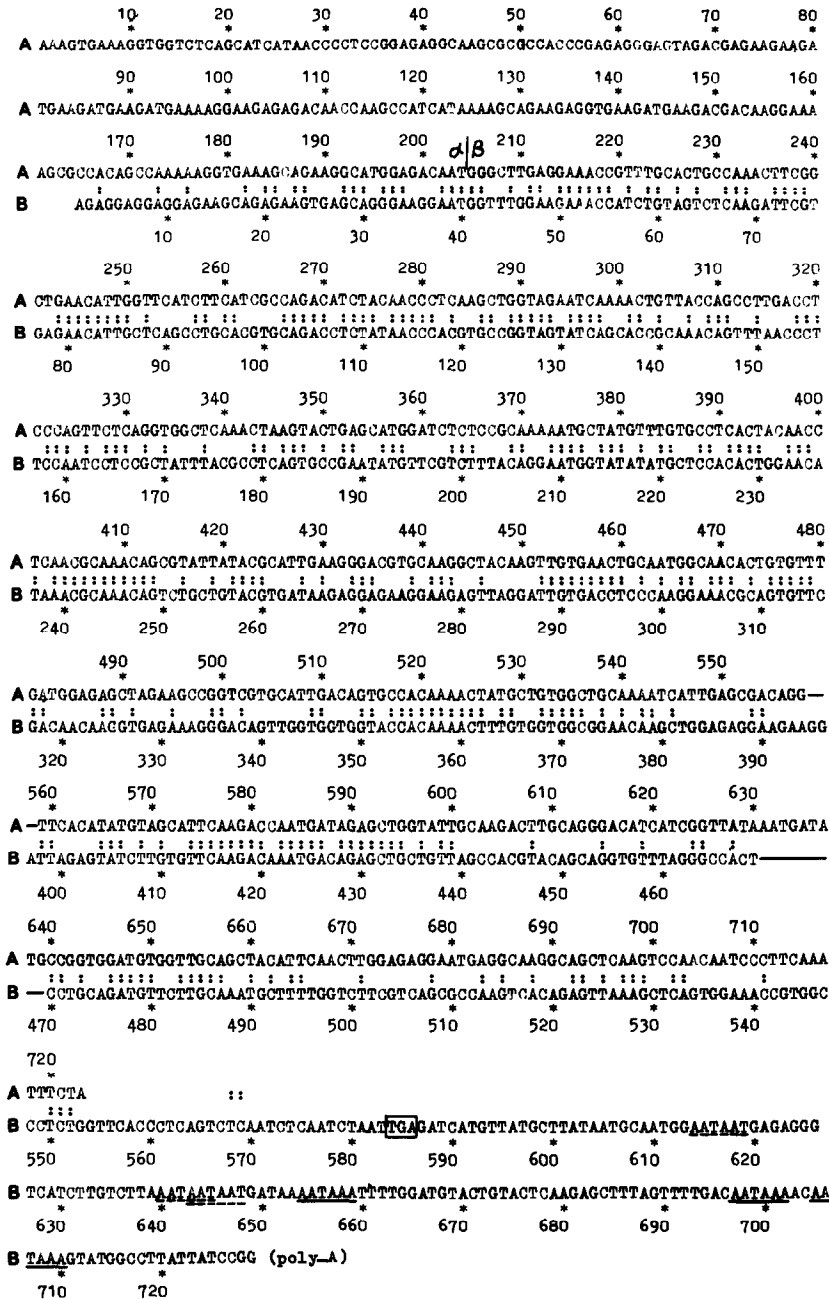 10 20 30 40 50 60 70 80
* * * * * * * *
A AAAGTGAAAGGTGGTCTCAGCATCATAACCCCTCCGGAGAGGCAAGCGCGCCACCCGAGAGGGAGTAGACGAGAAGAAGA
90 100 110 120 130 140 150 160
* * * * * * * *
A TGAAGATGAAGATGAAAAGGAAGAGAGACAACCAAGCCATCATAAAAGCAGAAGAGGTGAAGATGAAGACGACAAGGAAA
170 180 190 200 α|β 210 220 230 240
* * * * * * * *
A AGCGCCACAGCCAAAAAGGTGAAAGCAGAAGGCATGGAGACAATGGGCTTGAGGAAACCGTTTGCACTGCCAAACTTCGG
B AGAGGAGGAGGAGAAGCAGAGAAGTGAGCAGGGAAGGAATGGTTTGGAAGAAACCATCTGTAGTCTCAAGATTCGT
* * * * * * *
10 20 30 40 50 60 70
250 260 270 280 290 300 310 320
* * * * * * * *
A CTGAACATTGGTTCATCTTCATCGCCAGACATCTACAACCCTCAAGCTGGTAGAATCAAAACTGTTACCAGCCTTGACCT
B GAGAACATTGCTCAGCCTGCACGTGCAGACCTCTATAACCCACGTGCCGGTAGTATCAGCACCGCAAACAGTTTAACCCT
* * * * * * * *
80 90 100 110 120 130 140 150
330 340 350 360 370 380 390 400
* * * * * * * *
A CCCAGTTCTCAGGTGGCTCAAACTAAGTACTGAGCATGGATCTCTCCGCAAAAATGCTATGTTTGTGCCTCACTACAACC
B TCCAATCCTCCGCTATTTACGCCTCAGTGCCGAATATGTTCGTCTTTACAGGAATGGTATATATGCTCCACACTGGAACA
* * * * * * * *
160 170 180 190 200 210 220 230
410 420 430 440 450 460 470 480
* * * * * * * *
A TCAACGCAAACAGCGTATTATACGCATTGAAGGGACGTGCAAGGCTACAAGTTGTGAACTGCAATGGCAACACTGTGTTT
B TAAACGCAAACAGTCTGCTGTACGTGATAAGAGGAGAAGGAAGAGTTAGGATTGTGACCTCCCAAGGAAACGCAGTGTTC
* * * * * * * *
240 250 260 270 280 290 300 310
490 500 510 520 530 540 550
* * * * * * *
A GATGGAGAGCTAGAAGCCGGTCGTGCATTGACAGTGCCACAAAACTATGCTGTGGCTGCAAAATCATTGAGCGACAGG—
B GACAACAACGTGAGAAAGGGACAGTTGGTGGTGGTACCACAAAACTTTGTGGTGGCGGAACAAGCTGGAGAGGAAGAAGG
* * * * * * * *
320 330 340 350 360 370 380 390
560 570 580 590 600 610 620 630
* * * * * * * *
A —TTCACATATGTAGCATTCAAGACCAATGATAGAGCTGGTATTGCAAGACTTGCAGGGACATCATCGGTTATAAATGATA
B ATTAGAGTATCTTGTGTTCAAGACAAATGACAGAGCTGCTGTTAGCCACGTACAGCAGGTGTTTAGGGCCACT———
* * * * * * *
400 410 420 430 440 450 460
640 650 660 670 680 690 700 710
* * * * * * * *
A TGCCGGTGGATGTGGTTGCAGCTACATTCAACTTGGAGAGGAATGAGGCAAGGCAGCTCAAGTCCAACAATCCCTTCAAA
B —CCTGCAGATGTTCTTGCAAATGCTTTTGGTCTTCGTCAGCGCCAAGTCACAGAGTTAAAGCTCAGTGGAAACCGTGGC
* * * * * * * *
470 480 490 500 510 520 530 540
720
*
A TTTCTA
B CCTCTGGTTCACCCTCAGTCTCAATCTCAATCTAATTGAGATCATGTTATGCTTATAATGCAATGGAATAATGAGAGGG
* * * * * * * *
550 560 570 580 590 600 610 620
B TCATCTTGTCTTAAATAATAATGATAAAATAAATTTTGGATGTACTGTACTCAAGAGCTTTAGTTTTGACAATAAAACAAA
* * * * * * * *
630 640 650 660 670 680 690 700
B TAAAGTATGGCCTTATTATCCGG (poly—A)
* *
710 720